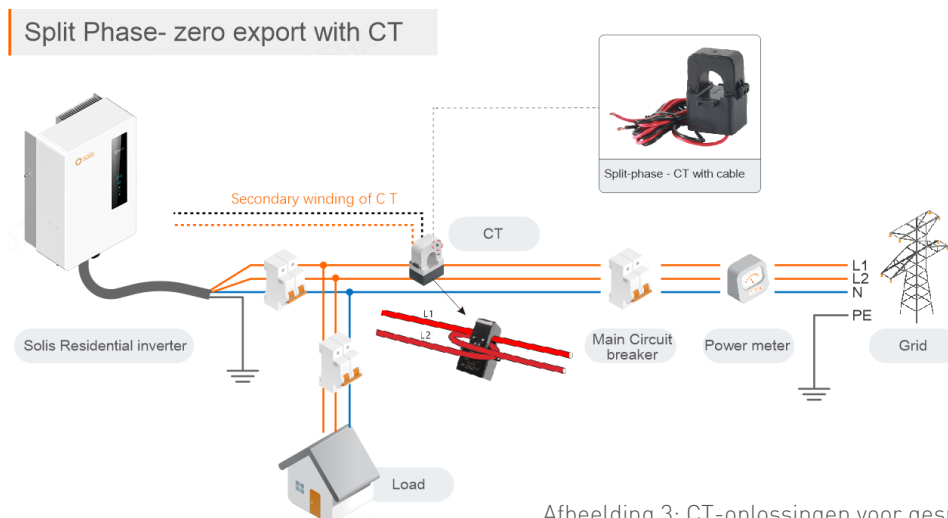 Split Phase- zero export with CT
Solis
Split-phase - CT with cable
Secondary winding of C T
CT
L1
L2
N
PE
L1
L2
Solis Residential inverter
Main Circuit
breaker
Power meter
Grid
Load